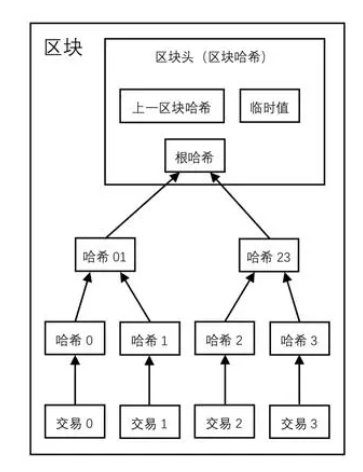 区块
区块头（区块哈希）
上一区块哈希
临时值
根哈希
哈希 01
哈希 23
哈希 0
哈希 1
哈希 2
哈希 3
交易 0
交易 1
交易 2
交易 3